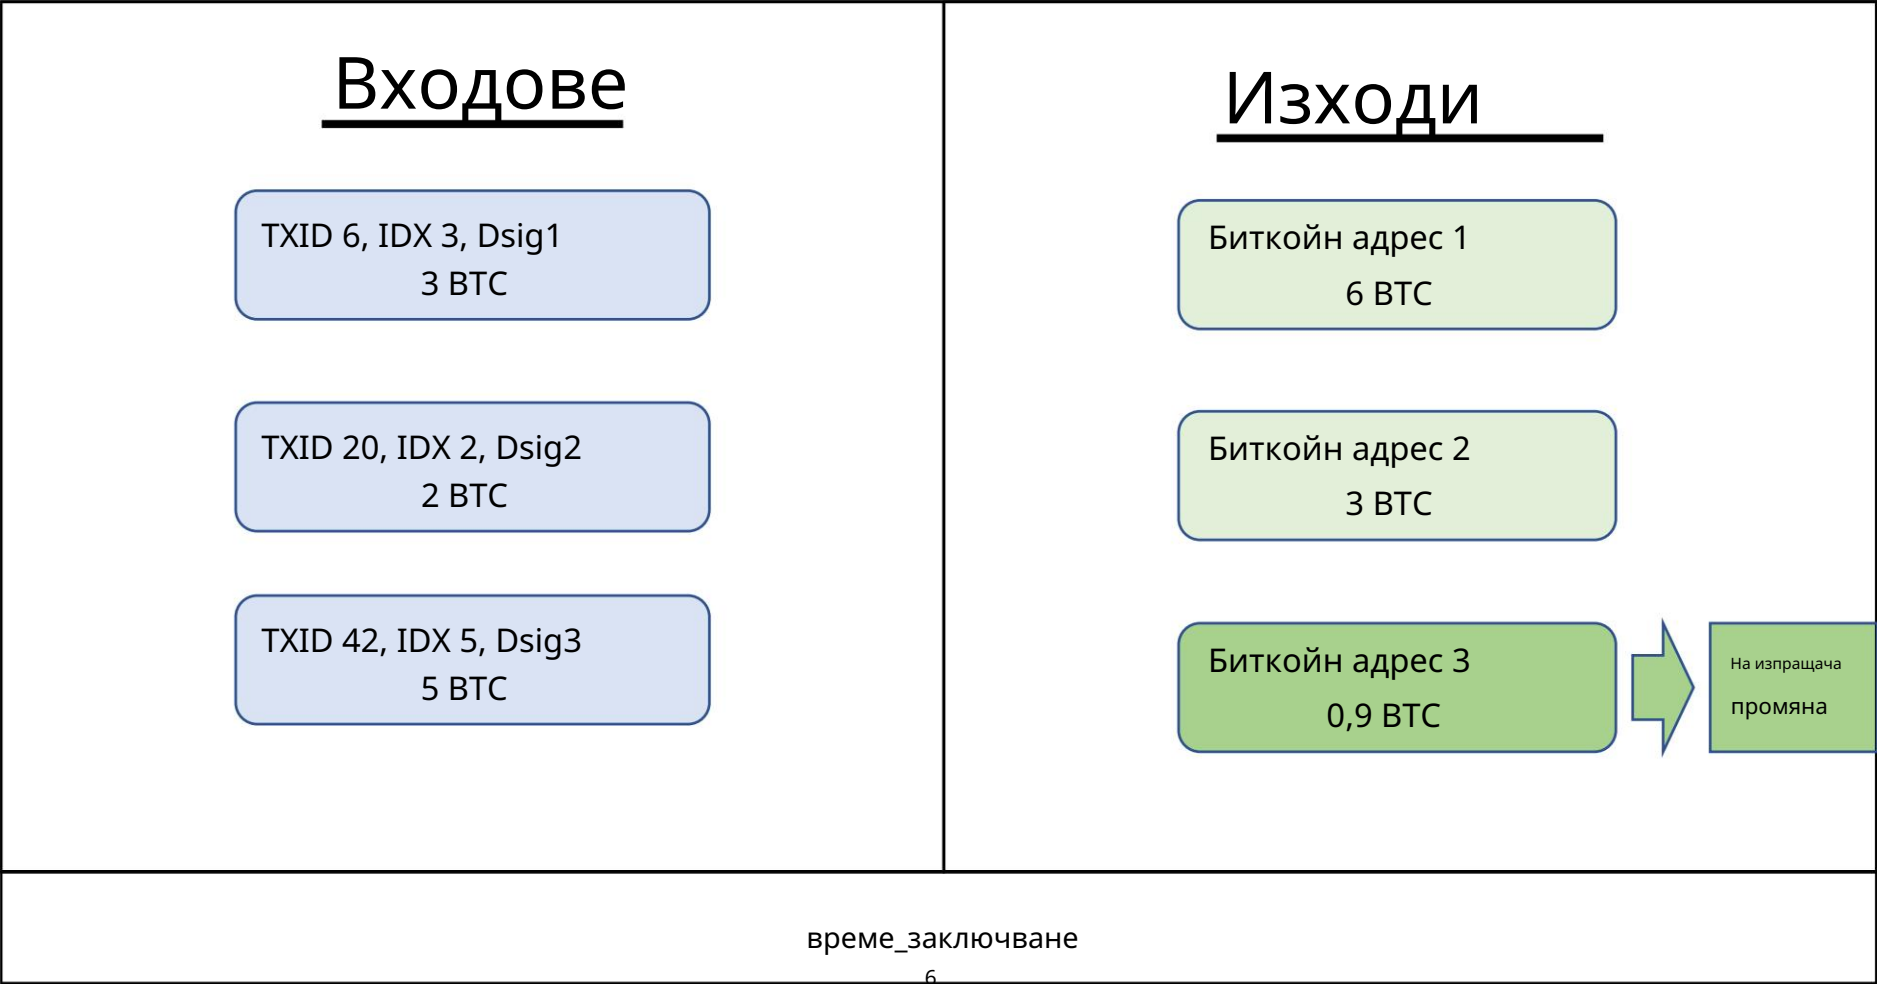 Входове
TXID 6, IDX 3, Dsig1
3 BTC
TXID 20, IDX 2, Dsig2
2 BTC
TXID 42, IDX 5, Dsig3
5 BTC
Изходи
Биткойн адрес 1
6 BTC
Биткойн адрес 2
3 BTC
Биткойн адрес 3
0,9 BTC
На изпращача
промяна
време_заключване
6